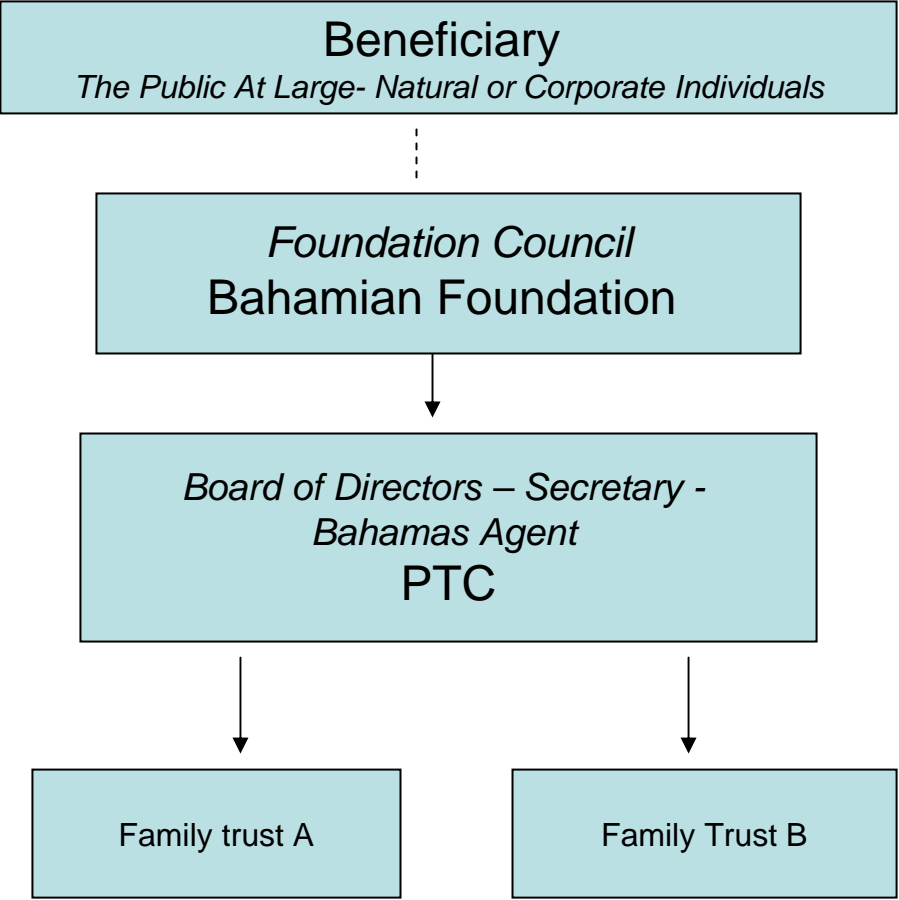 Beneficiary
The Public At Large- Natural or Corporate Individuals
Foundation Council
Bahamian Foundation
Board of Directors – Secretary -
Bahamas Agent
PTC
Family trust A
Family Trust B